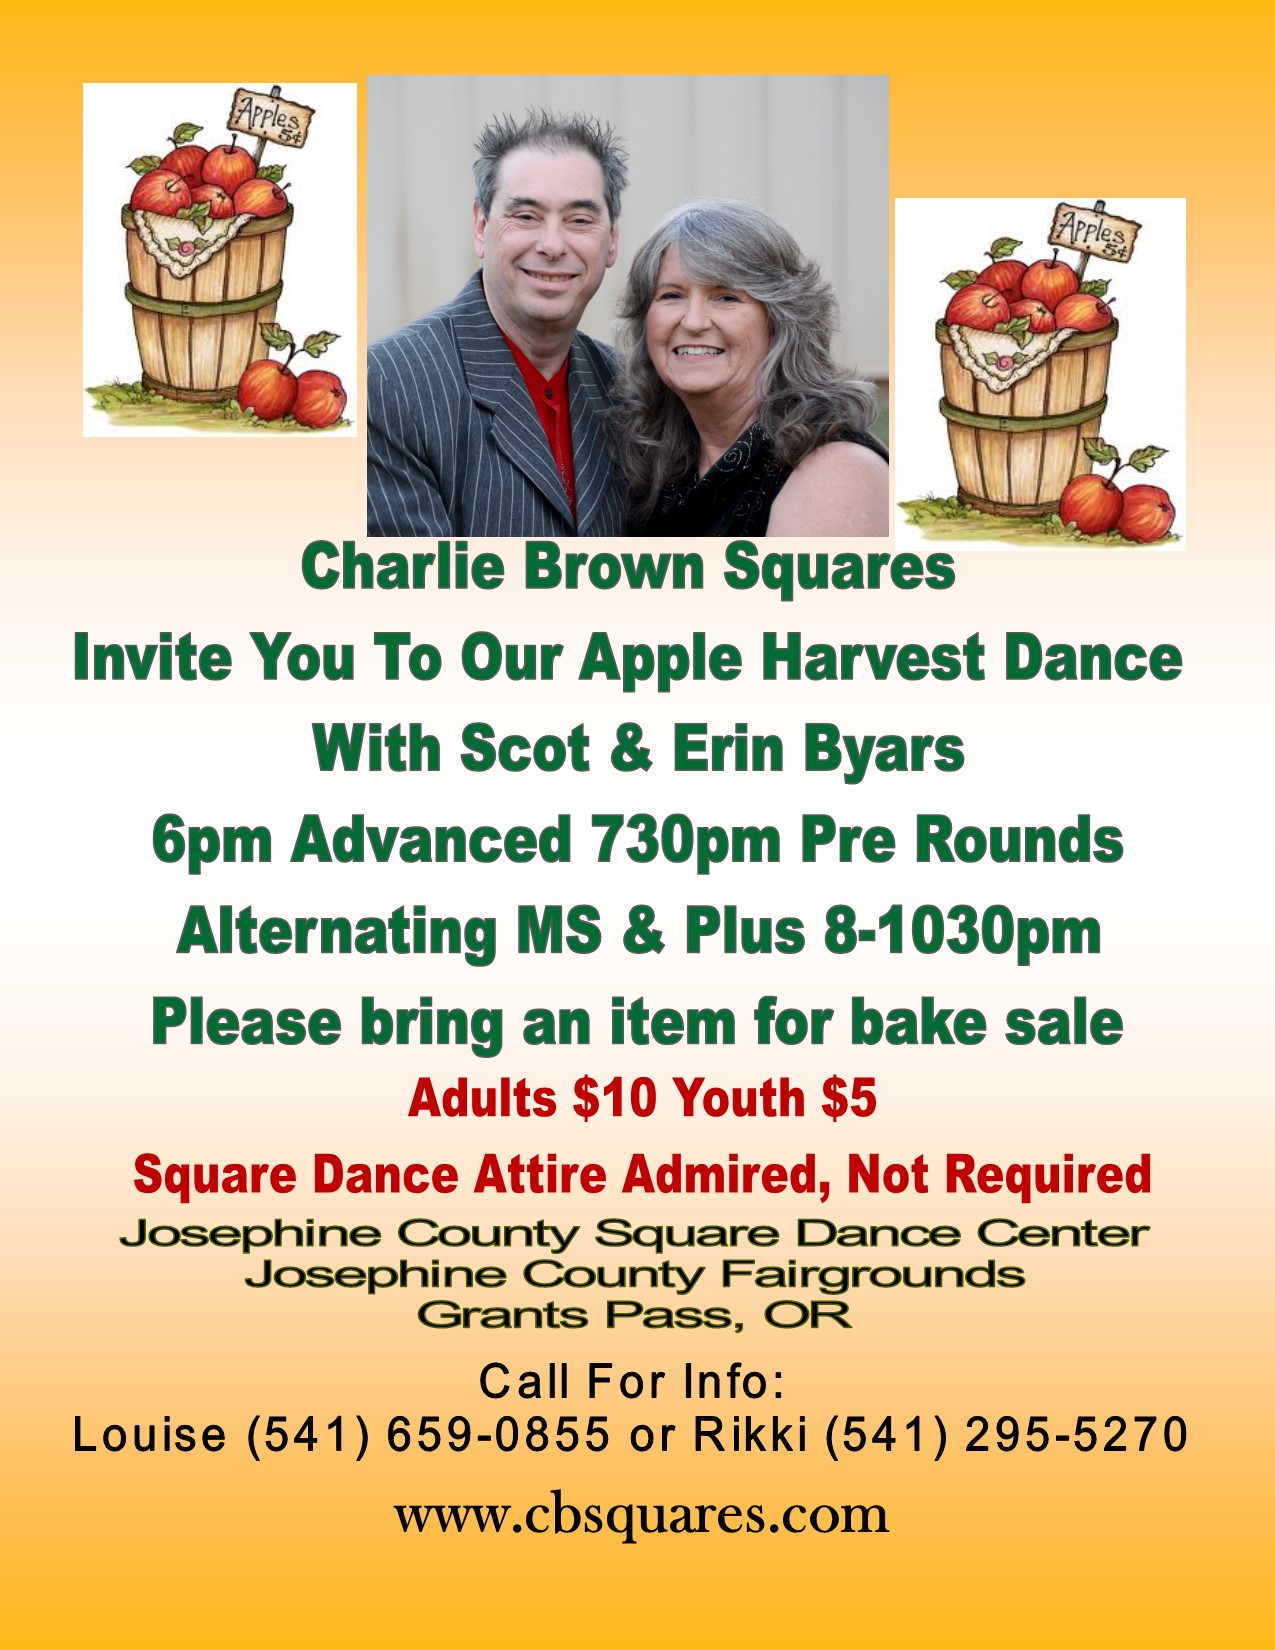 Apples
5¢
Apples
5¢
Charlie Brown Squares
Invite You To Our Apple Harvest Dance
With Scot & Erin Byars
6pm Advanced 730pm Pre Rounds
Alternating MS & Plus 8-1030pm
Please bring an item for bake sale
Adults $10 Youth $5
Square Dance Attire Admired, Not Required
Josephine County Square Dance Center
Josephine County Fairgrounds
Grants Pass, OR
Call For Info:
Louise (541) 659-0855 or Rikki (541) 295-5270
www.cbsquares.com